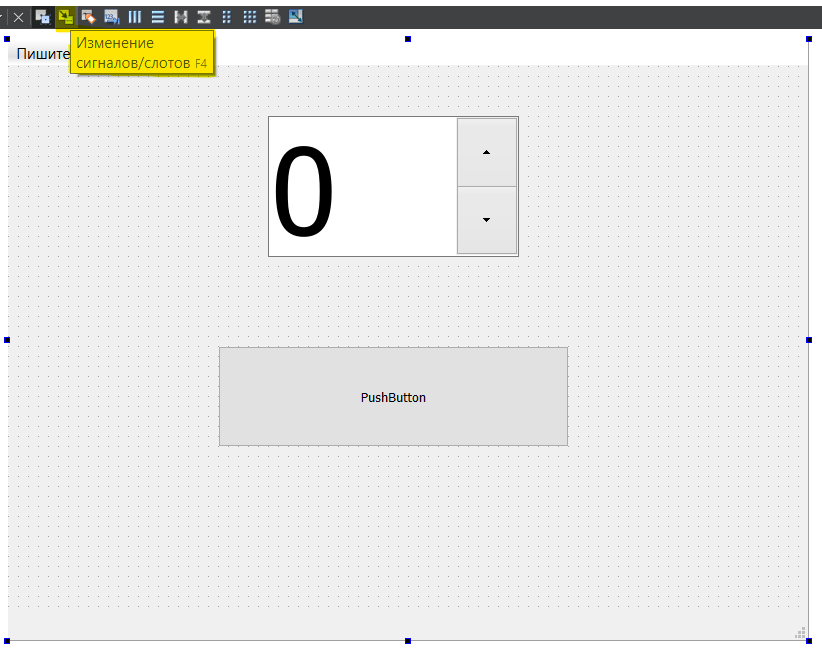 Изменение
сигналов/слотов F4
Пишите
0
PushButton